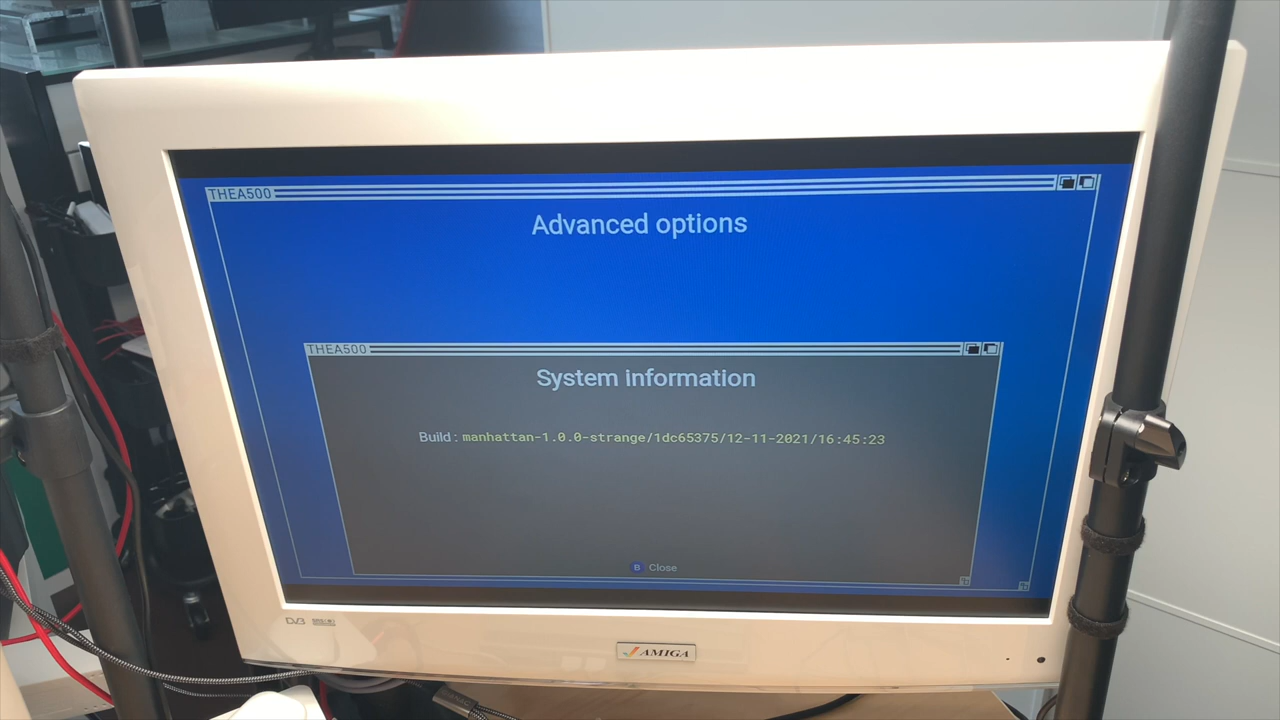 THEA500
Advanced options
THEA500
System information
Build : manhattan-1.0.0-strange/1dc65375/12-11-2021/16:45:23
B Close
DVB
AMIGA